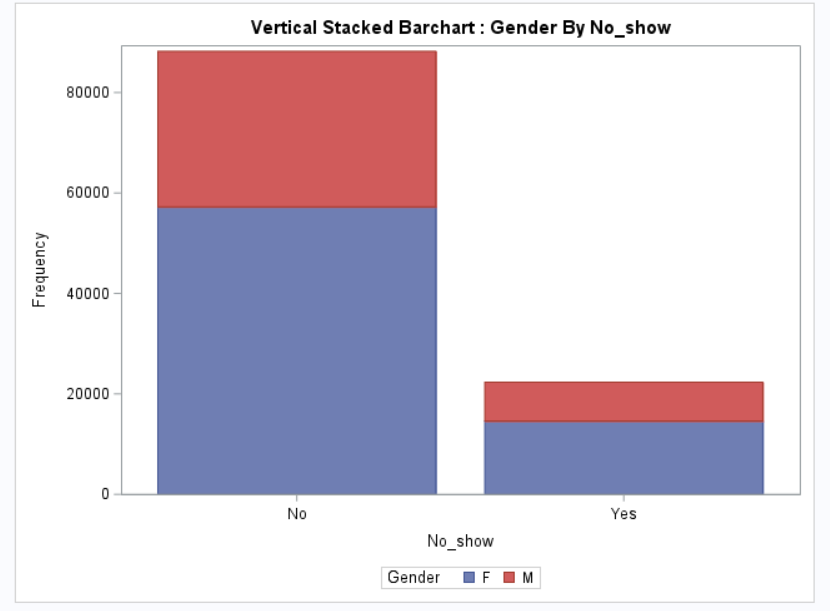 Vertical Stacked Barchart : Gender By No_show
80000
60000
40000
20000
0
Frequency
No Yes
No_show
Gender F M